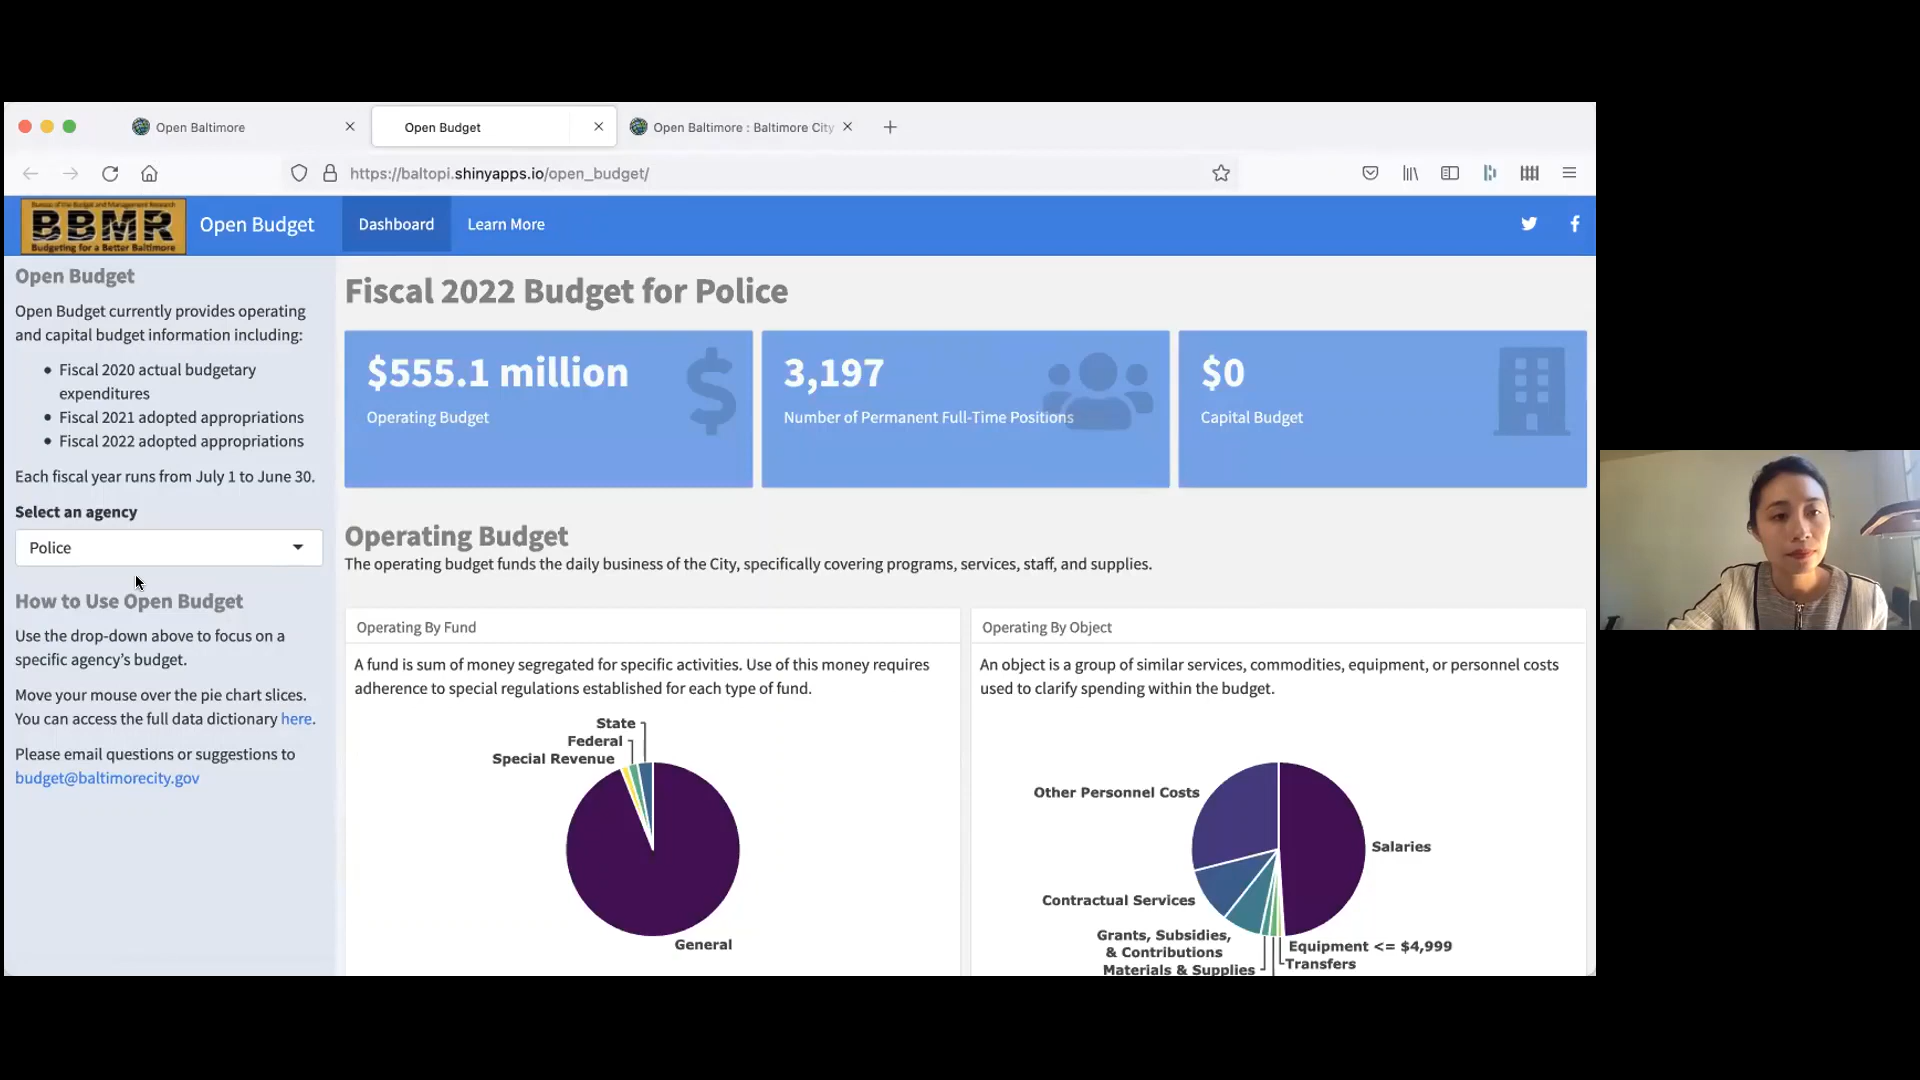 Open Baltimore
Open Budget
Open Baltimore : Baltimore City
https://baltopi.shinyapps.io/open_budget/
Bureau of the Budget and Management Research
BBMR
Budgeting for a Better Baltimore
Open Budget
Dashboard
Learn More
Open Budget
Open Budget currently provides operating
and capital budget information including:
Fiscal 2020 actual budgetary
expenditures
Fiscal 2021 adopted appropriations
Fiscal 2022 adopted appropriations
Each fiscal year runs from July 1 to June 30.
Select an agency
Police
How to Use Open Budget
Use the drop-down above to focus on a
specific agency's budget.
Move your mouse over the pie chart slices.
You can access the full data dictionary here.
Please email questions or suggestions to
budget@baltimorecity.gov
Fiscal 2022 Budget for Police
$555.1 million
Operating Budget
3,197
Number of Permanent Full-Time Positions
$0
Capital Budget
Operating Budget
The operating budget funds the daily business of the City, specifically covering programs, services, staff, and supplies.
Operating By Fund
A fund is sum of money segregated for specific activities. Use of this money requires
adherence to special regulations established for each type of fund.
State
Federal
Special Revenue
General
Operating By Object
An object is a group of similar services, commodities, equipment, or personnel costs
used to clarify spending within the budget.
Other Personnel Costs
Salaries
Contractual Services
Grants, Subsidies,
& Contributions
Materials & Supplies
Equipment <= $4,999
Transfers